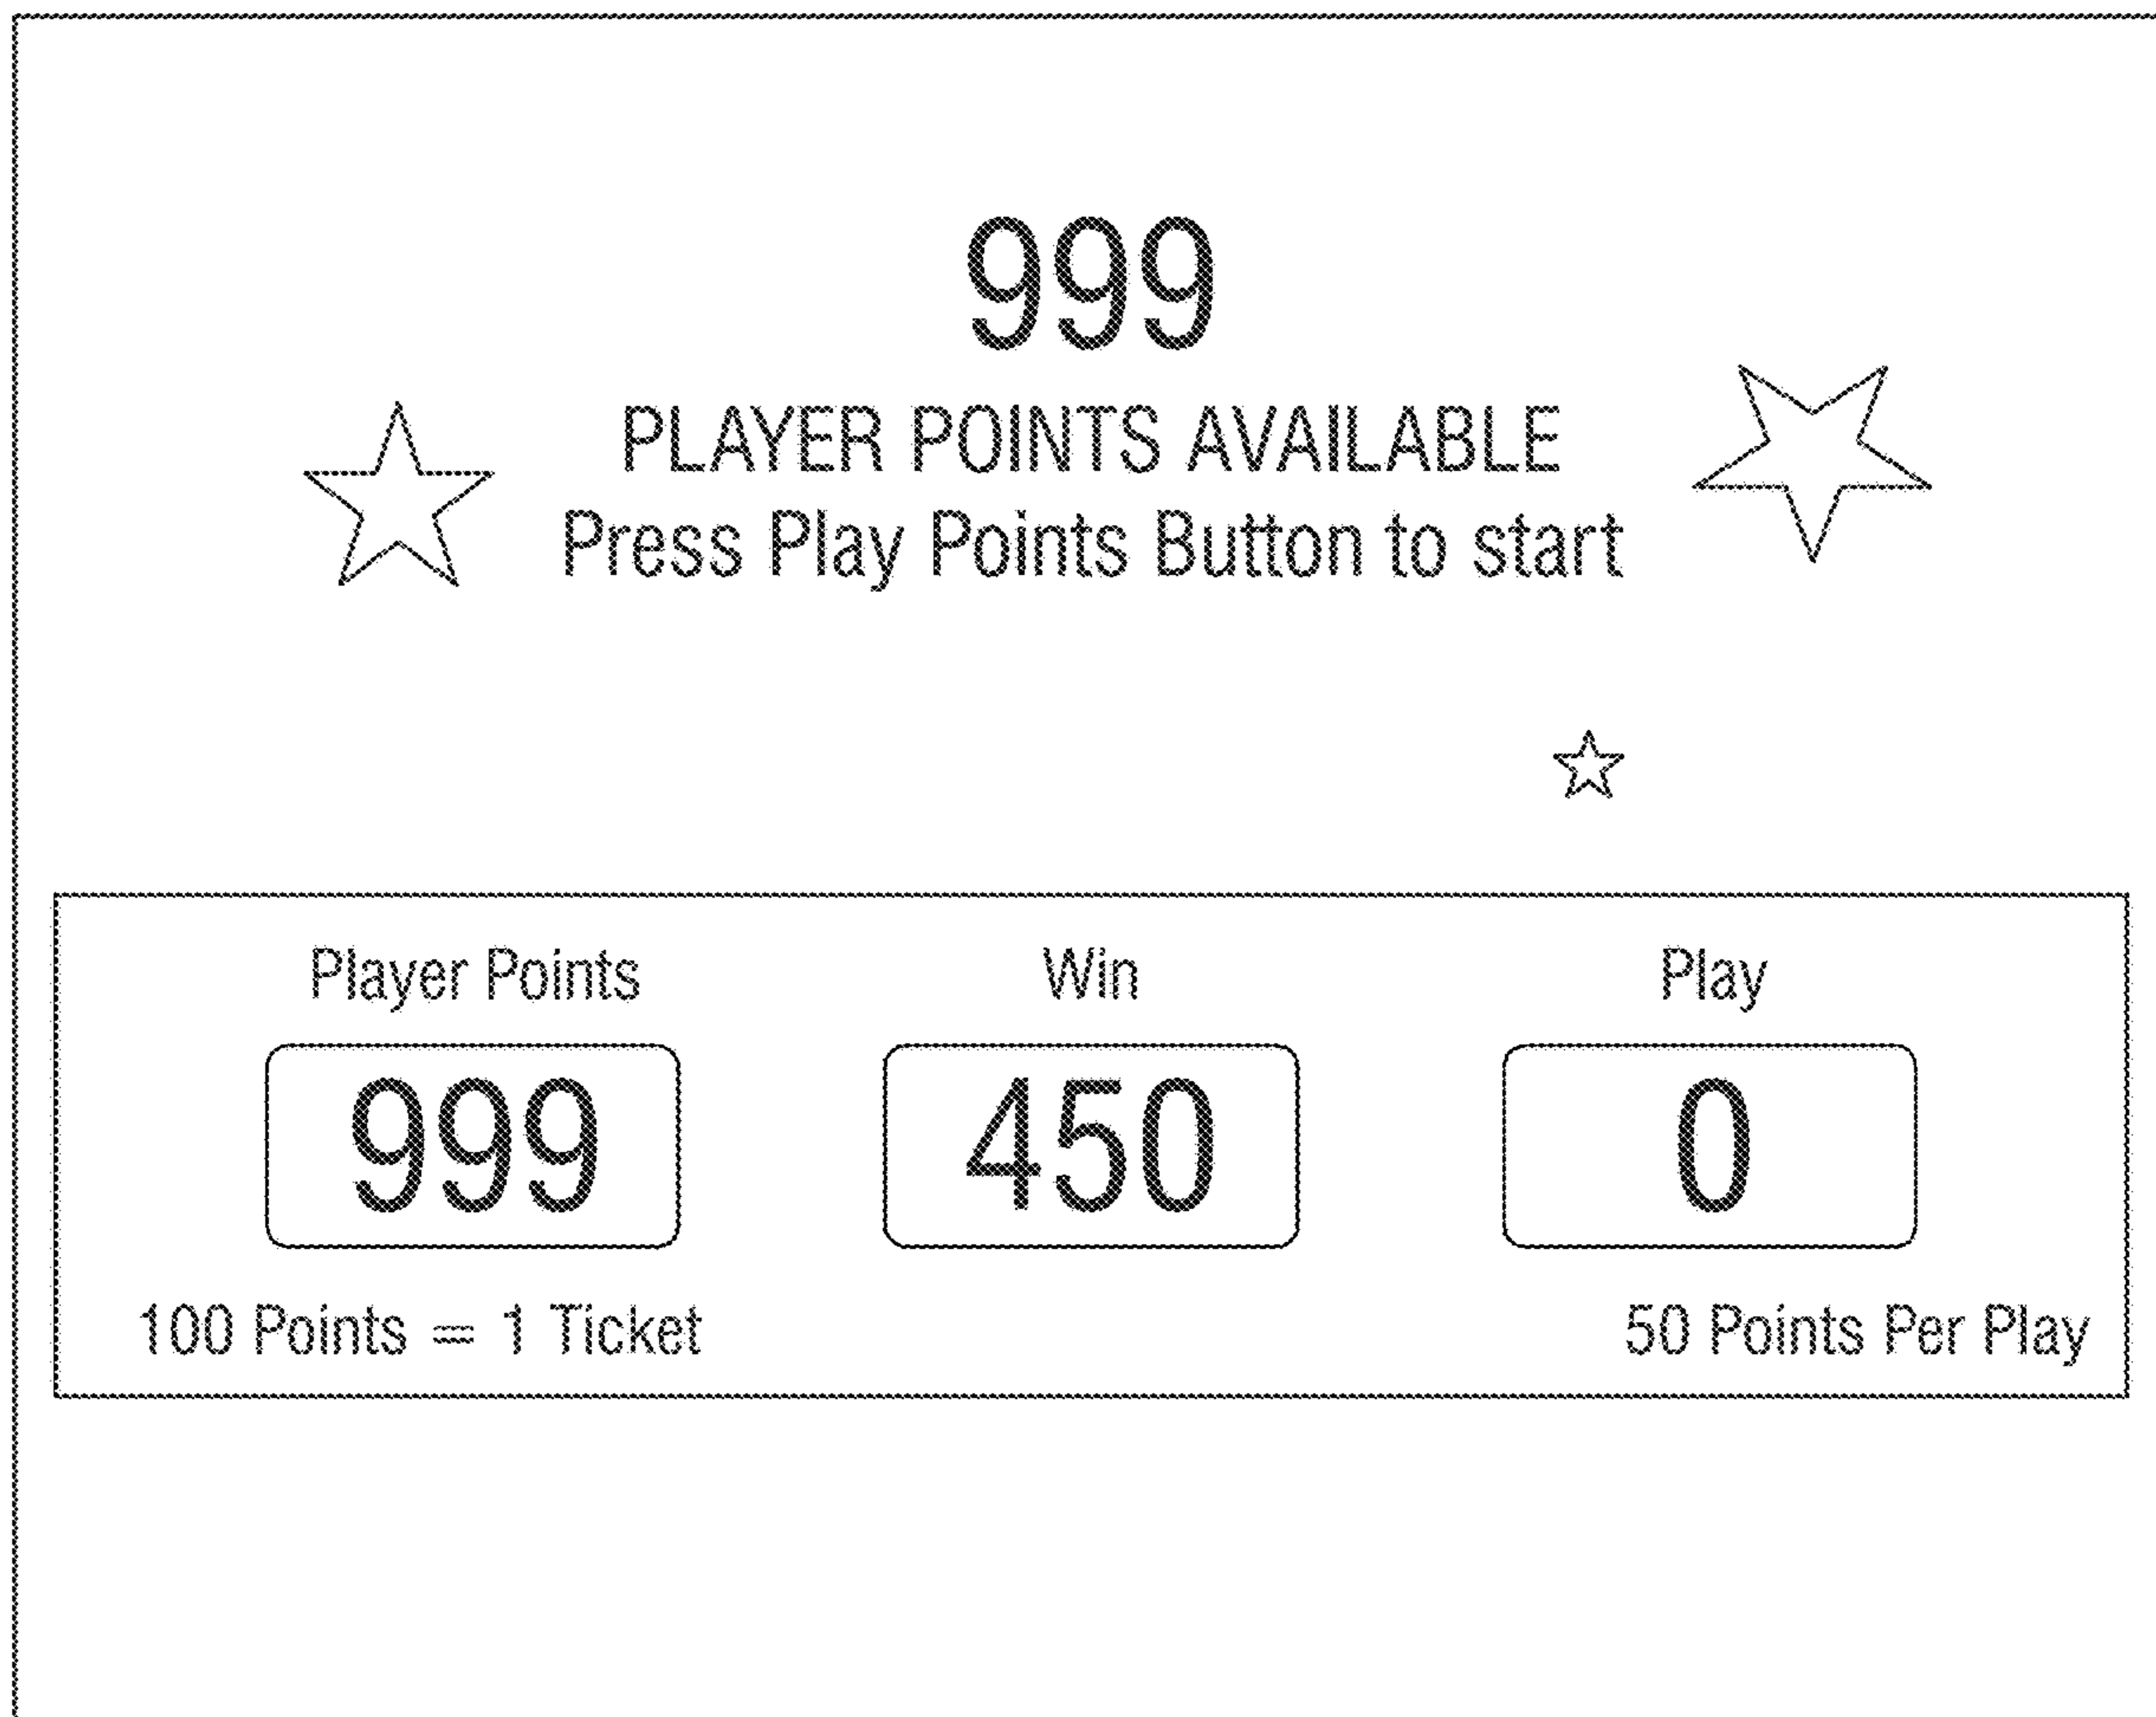 999
PLAYER POINTS AVAILABLE
Press Play Points Button to start
Player Points Win Play
999 450 0
100 Points = 1 Ticket 50 Points Per Play